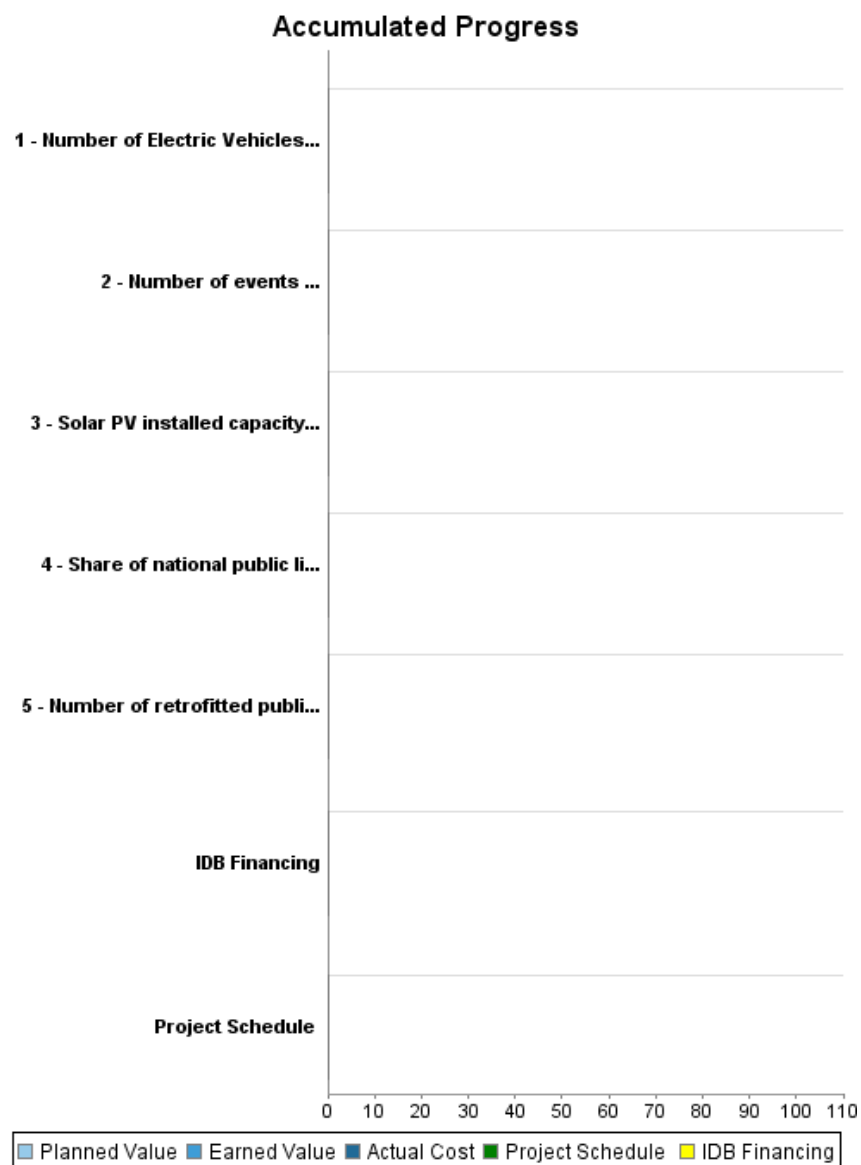 Accumulated Progress
1 - Number of Electric Vehicles...
2 - Number of events ...
3 - Solar PV installed capacity...
4 - Share of national public li...
5 - Number of retrofitted publi...
IDB Financing
Project Schedule
0 10 20 30 40 50 60 70 80 90 100 110
Planned Value Earned Value Actual Cost Project Schedule IDB Financing